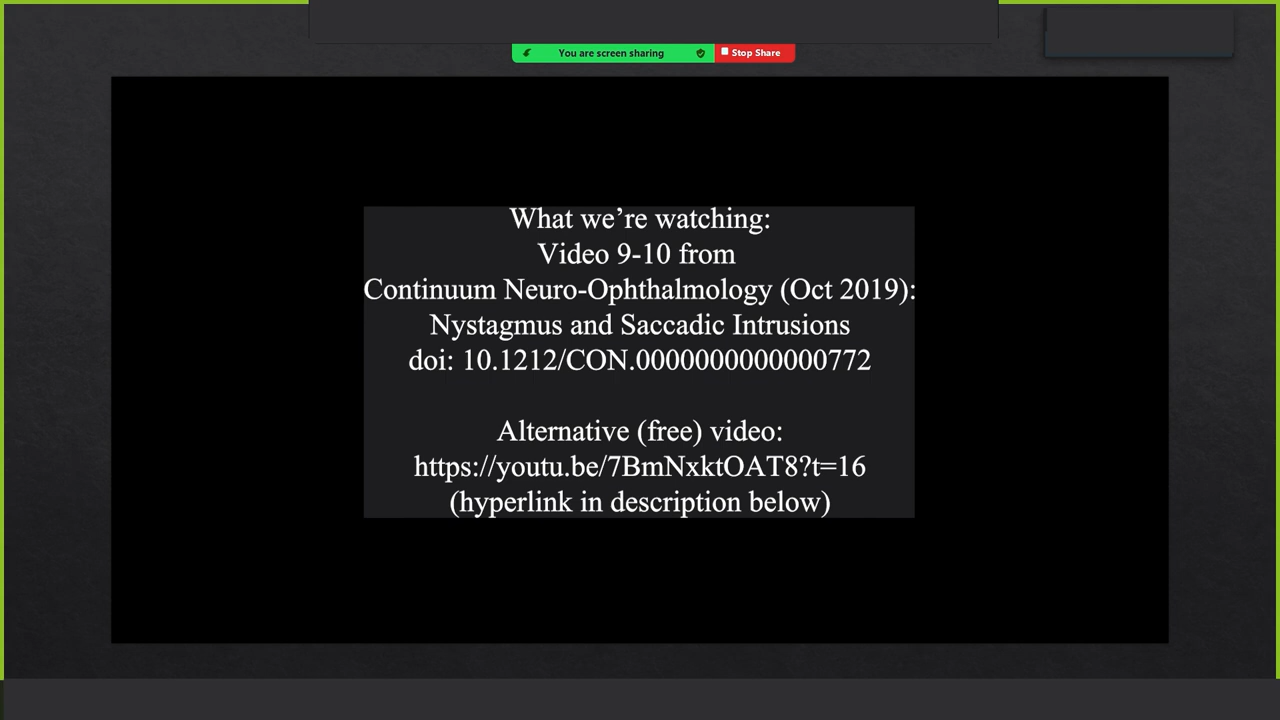 You are screen sharing
Stop Share
What we’re watching:
Video 9-10 from
Continuum Neuro-Ophthalmology (Oct 2019):
Nystagmus and Saccadic Intrusions
doi: 10.1212/CON.0000000000000772
Alternative (free) video:
https://youtu.be/7BmNxktOAT8?t=16
(hyperlink in description below)